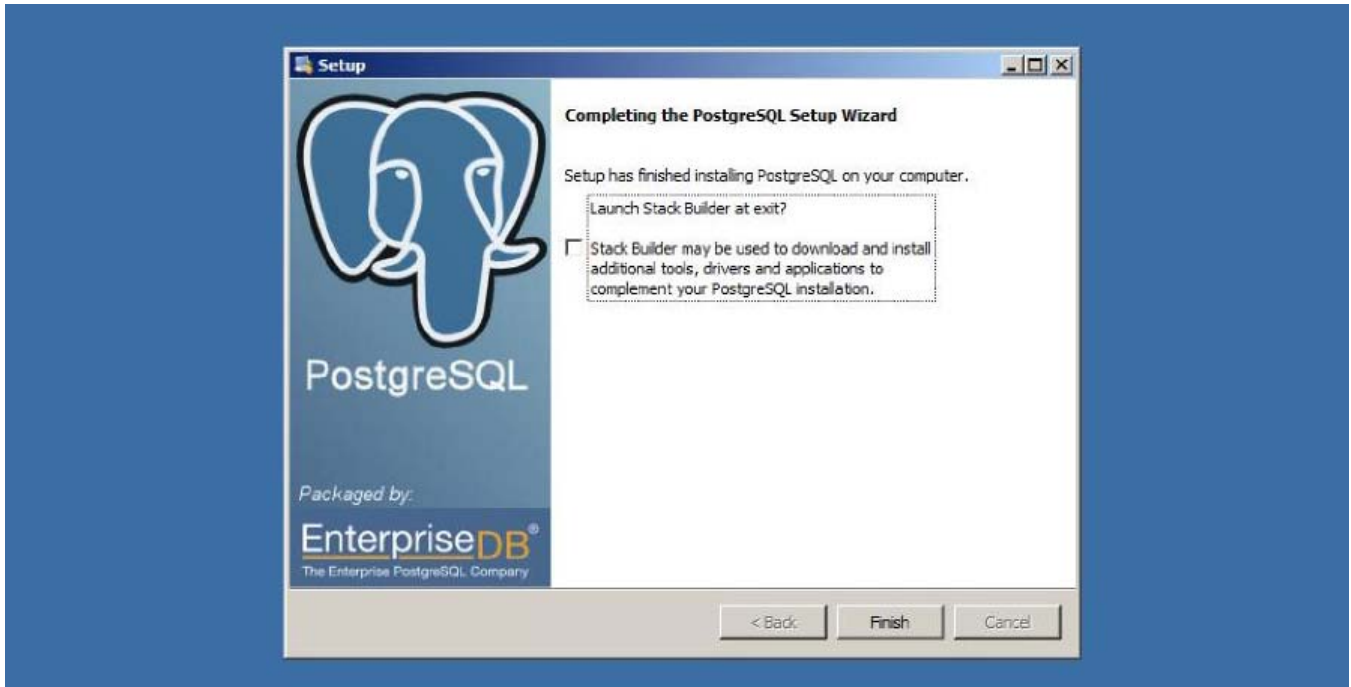 Setup
Completing the PostgreSQL Setup Wizard
Setup has finished installing PostgreSQL on your computer.
Launch Stack Builder at exit?
Stack Builder may be used to download and install
additional tools, drivers and applications to
complement your PostgreSQL installation.
PostgreSQL
Packaged by:
EnterpriseDB®
The Enterprise PostgreSQL Company
< Back
Finish
Cancel